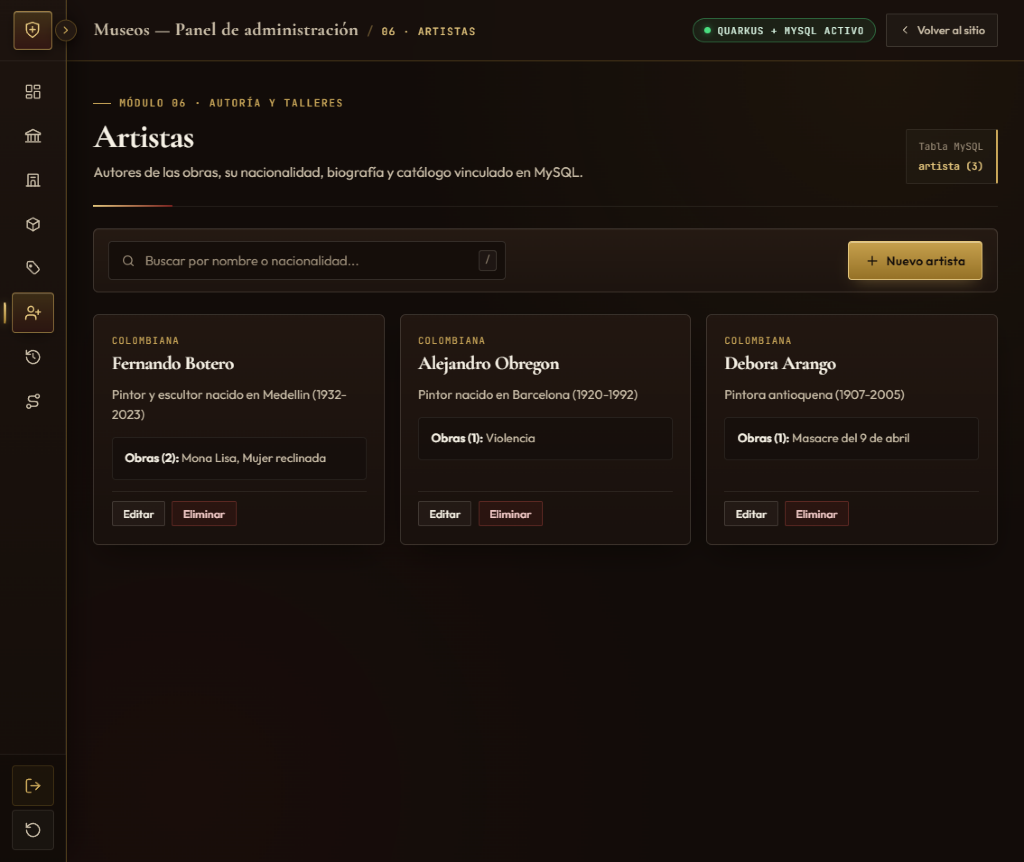 Museos — Panel de administración / 06 · ARTISTAS
QUARKUS + MYSQL ACTIVO
Volver al sitio
MÓDULO 06 · AUTORÍA Y TALLERES
Artistas
Autores de las obras, su nacionalidad, biografía y catálogo vinculado en MySQL.
Tabla MySQL
artista (3)
Buscar por nombre o nacionalidad...
/
Nuevo artista
COLOMBIANA
Fernando Botero
Pintor y escultor nacido en Medellin (1932-
2023)
Obras (2): Mona Lisa, Mujer reclinada
Editar
Eliminar
COLOMBIANA
Alejandro Obregon
Pintor nacido en Barcelona (1920-1992)
Obras (1): Violencia
Editar
Eliminar
COLOMBIANA
Debora Arango
Pintora antioquena (1907-2005)
Obras (1): Masacre del 9 de abril
Editar
Eliminar